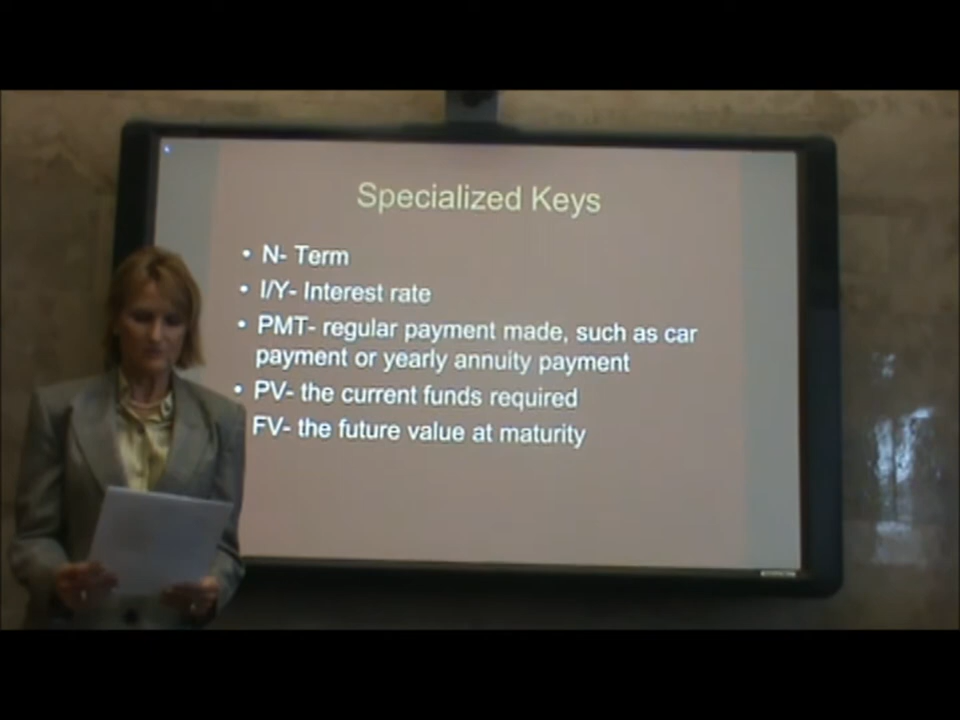 Specialized Keys
• N- Term
• I/Y- Interest rate
• PMT- regular payment made, such as car
payment or yearly annuity payment
• PV- the current funds required
FV- the future value at maturity